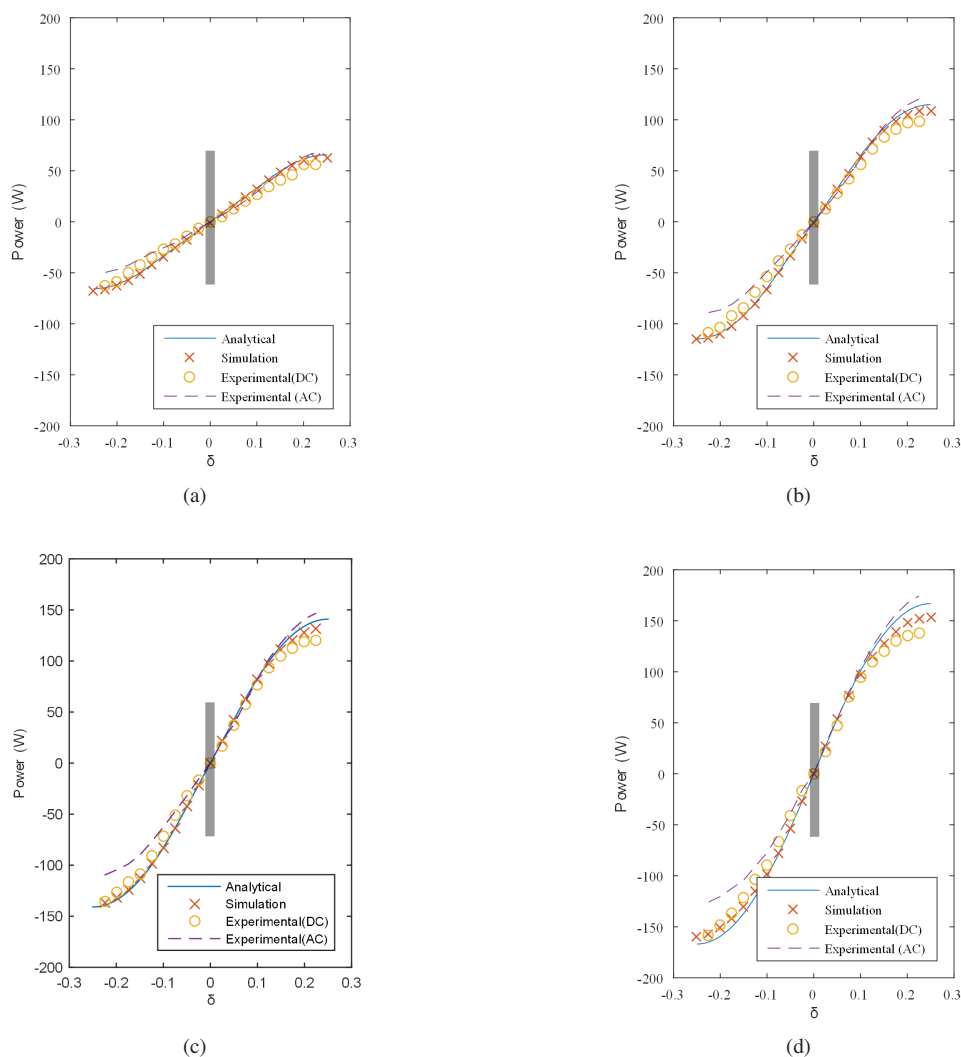 200
150
100
50
0
-50
-100
-150
-200
Power (W)
-0.3
-0.2
-0.1
0
0.1
0.2
0.3
δ
Analytical
Simulation
Experimental(DC)
Experimental (AC)
(a)
200
150
100
50
0
-50
-100
-150
-200
Power (W)
-0.3
-0.2
-0.1
0
0.1
0.2
0.3
δ
Analytical
Simulation
Experimental(DC)
Experimental (AC)
(b)
200
150
100
50
0
-50
-100
-150
-200
Power (W)
-0.3
-0.2
-0.1
0
0.1
0.2
0.3
δ
Analytical
Simulation
Experimental(DC)
Experimental(AC)
(c)
200
150
100
50
0
-50
-100
-150
-200
Power (W)
-0.3
-0.2
-0.1
0
0.1
0.2
0.3
δ
Analytical
Simulation
Experimental(DC)
Experimental (AC)
(d)